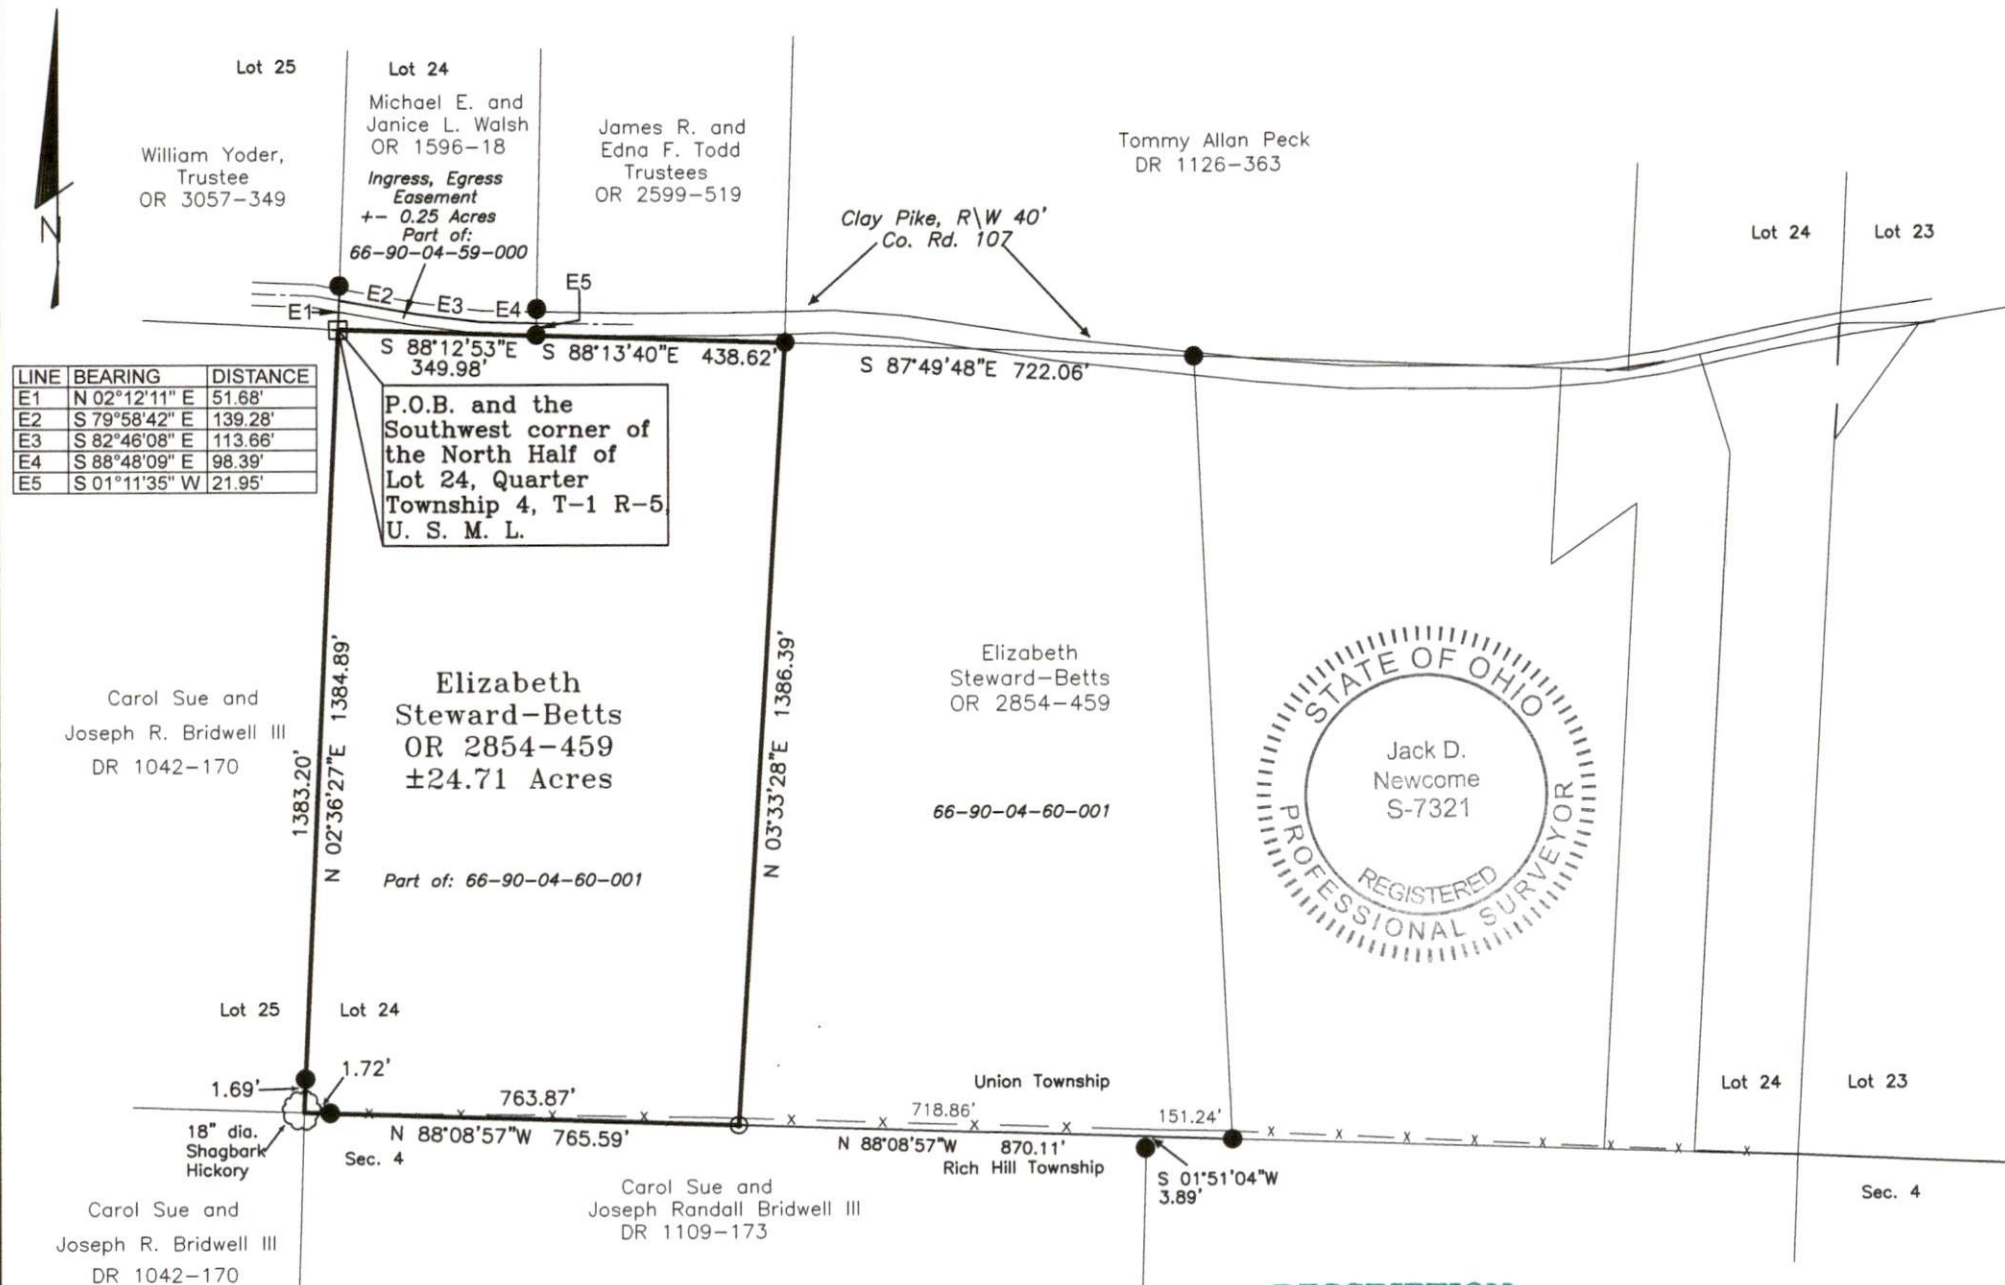 Lot 25
Lot 24
Michael E. and
Janice L. Walsh
OR 1596-18
Ingress, Egress
Easement
+- 0.25 Acres
Part of:
66-90-04-59-000
William Yoder,
Trustee
OR 3057-349
James R. and
Edna F. Todd
Trustees
OR 2599-519
Tommy Allan Peck
DR 1126-363
Clay Pike, R\W 40'
Co. Rd. 107
Lot 24
Lot 23
N
E1
E2
E3
E4
E5
S 88°12'53"E
349.98'
S 88°13'40"E 438.62'
S 87°49'48"E 722.06'
LINE BEARING DISTANCE
E1 N 02°12'11" E 51.68'
E2 S 79°58'42" E 139.28'
E3 S 82°46'08" E 113.66'
E4 S 88°48'09" E 98.39'
E5 S 01°11'35" W 21.95'
P.O.B. and the
Southwest corner of
the North Half of
Lot 24, Quarter
Township 4, T-1 R-5
U. S. M. L.
Carol Sue and
Joseph R. Bridwell III
DR 1042-170
1383.20'
N 02°36'27"E 1384.89'
Elizabeth
Steward-Betts
OR 2854-459
±24.71 Acres
Part of: 66-90-04-60-001
N 03°33'28"E 1386.39'
Elizabeth
Steward-Betts
OR 2854-459
66-90-04-60-001
STATE OF OHIO
Jack D.
Newcome
S-7321
REGISTERED
PROFESSIONAL SURVEYOR
Lot 25
Lot 24
1.69'
1.72'
18" dia.
Shagbark
Hickory
763.87'
N 88°08'57"W 765.59'
Sec. 4
Union Township
718.86'
151.24'
N 88°08'57"W 870.11'
Rich Hill Township
S 01°51'04"W
3.89'
Lot 24
Lot 23
Sec. 4
Carol Sue and
Joseph R. Bridwell III
DR 1042-170
Carol Sue and
Joseph Randall Bridwell III
DR 1109-173